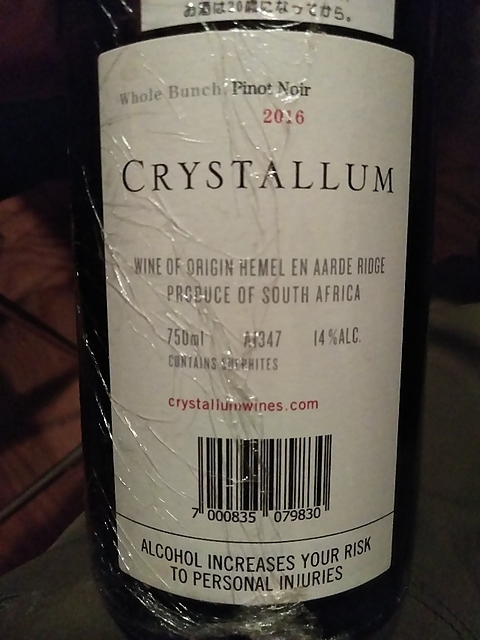 お酒は20歳になってから。
Whole Bunch Pinot Noir
2016
CRYSTALLUM
WINE OF ORIGIN HEMEL EN AARDE RIDGE
PRODUCE OF SOUTH AFRICA
750ml A1347 14%ALC.
CONTAINS SULPHITES
crystallumwines.com
7 000835 079830
ALCOHOL INCREASES YOUR RISK
TO PERSONAL INJURIES